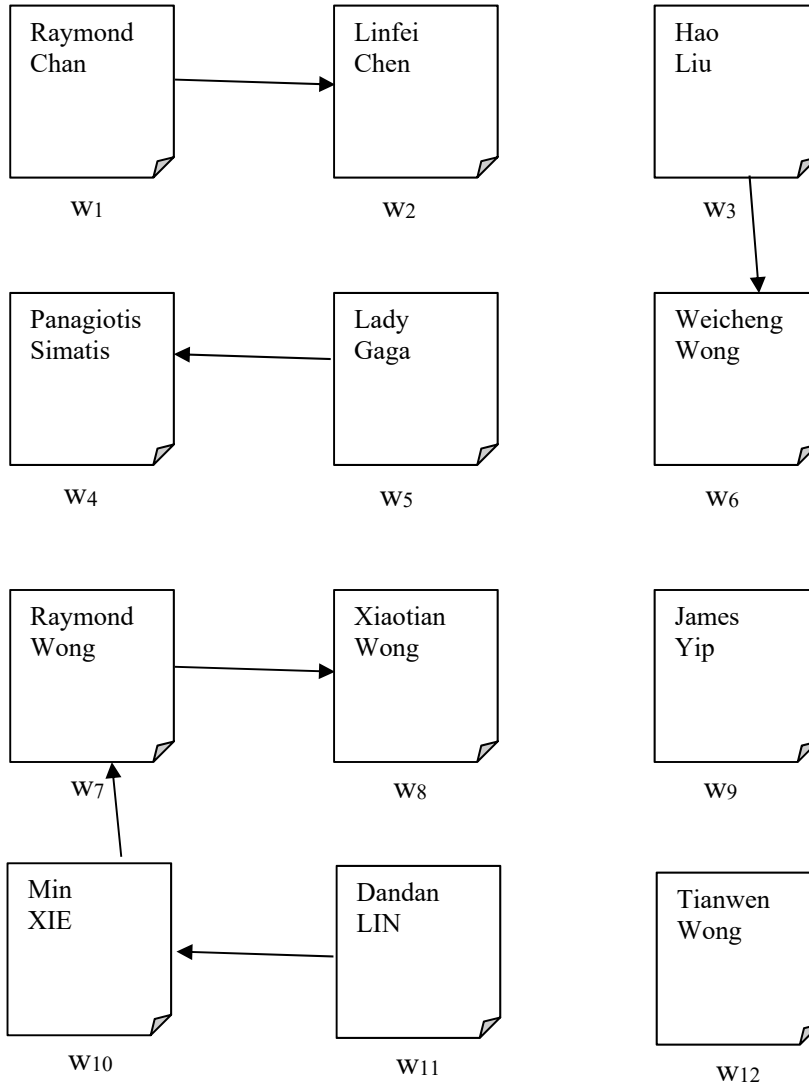 Raymond
Chan
Linfei
Chen
Hao
Liu
w1
w2
w3
Panagiotis
Simatis
Lady
Gaga
Weicheng
Wong
w4
w5
w6
Raymond
Wong
Xiaotian
Wong
James
Yip
w7
w8
w9
Min
XIE
Dandan
LIN
Tianwen
Wong
w10
w11
w12